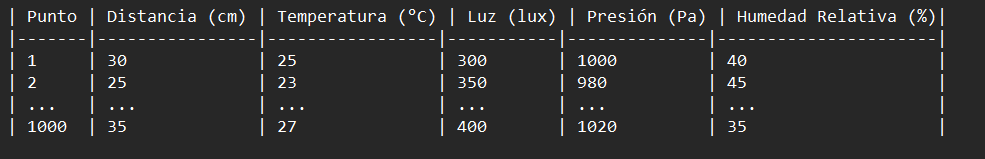 | Punto | Distancia (cm) | Temperatura (°C) | Luz (lux) | Presión (Pa) | Humedad Relativa (%)|
|-------|----------------|------------------|-----------|--------------|----------------------|
| 1 | 30 | 25 | 300 | 1000 | 40 |
| 2 | 25 | 23 | 350 | 980 | 45 |
| ... | ... | ... | ... | ... | ... |
| 1000 | 35 | 27 | 400 | 1020 | 35 |